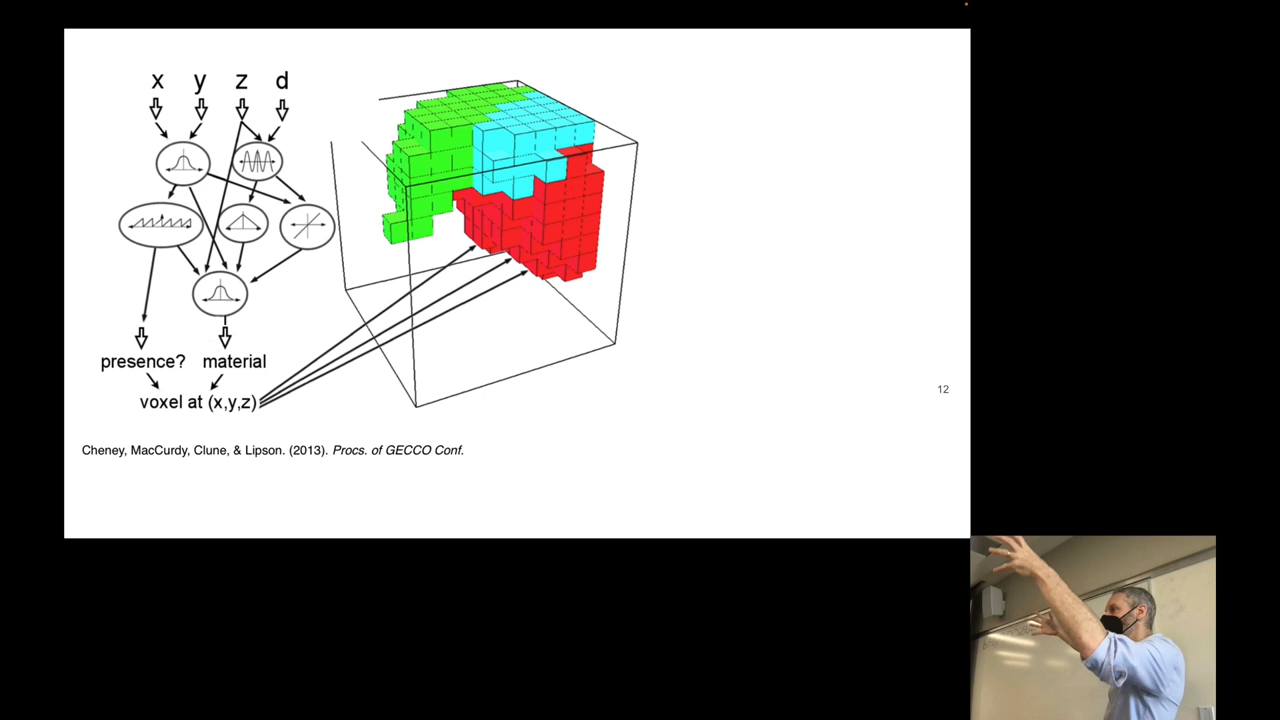 x y z d
presence? material
voxel at (x,y,z)
12
Cheney, MacCurdy, Clune, & Lipson. (2013). Procs. of GECCO Conf.